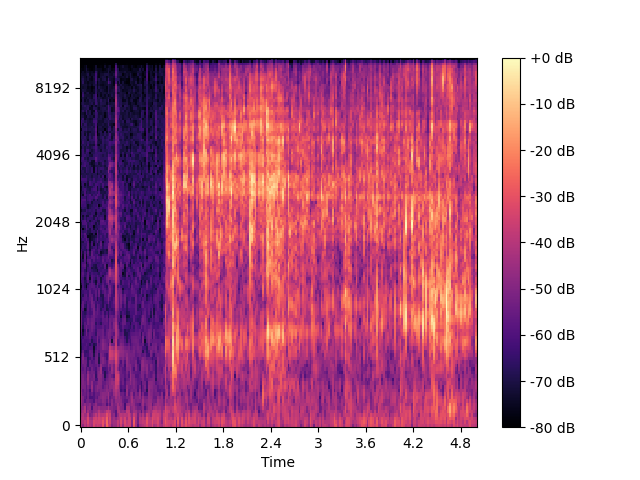 8192
4096
2048
1024
512
0
Hz
0 0.6 1.2 1.8 2.4 3 3.6 4.2 4.8
Time
+0 dB
-10 dB
-20 dB
-30 dB
-40 dB
-50 dB
-60 dB
-70 dB
-80 dB